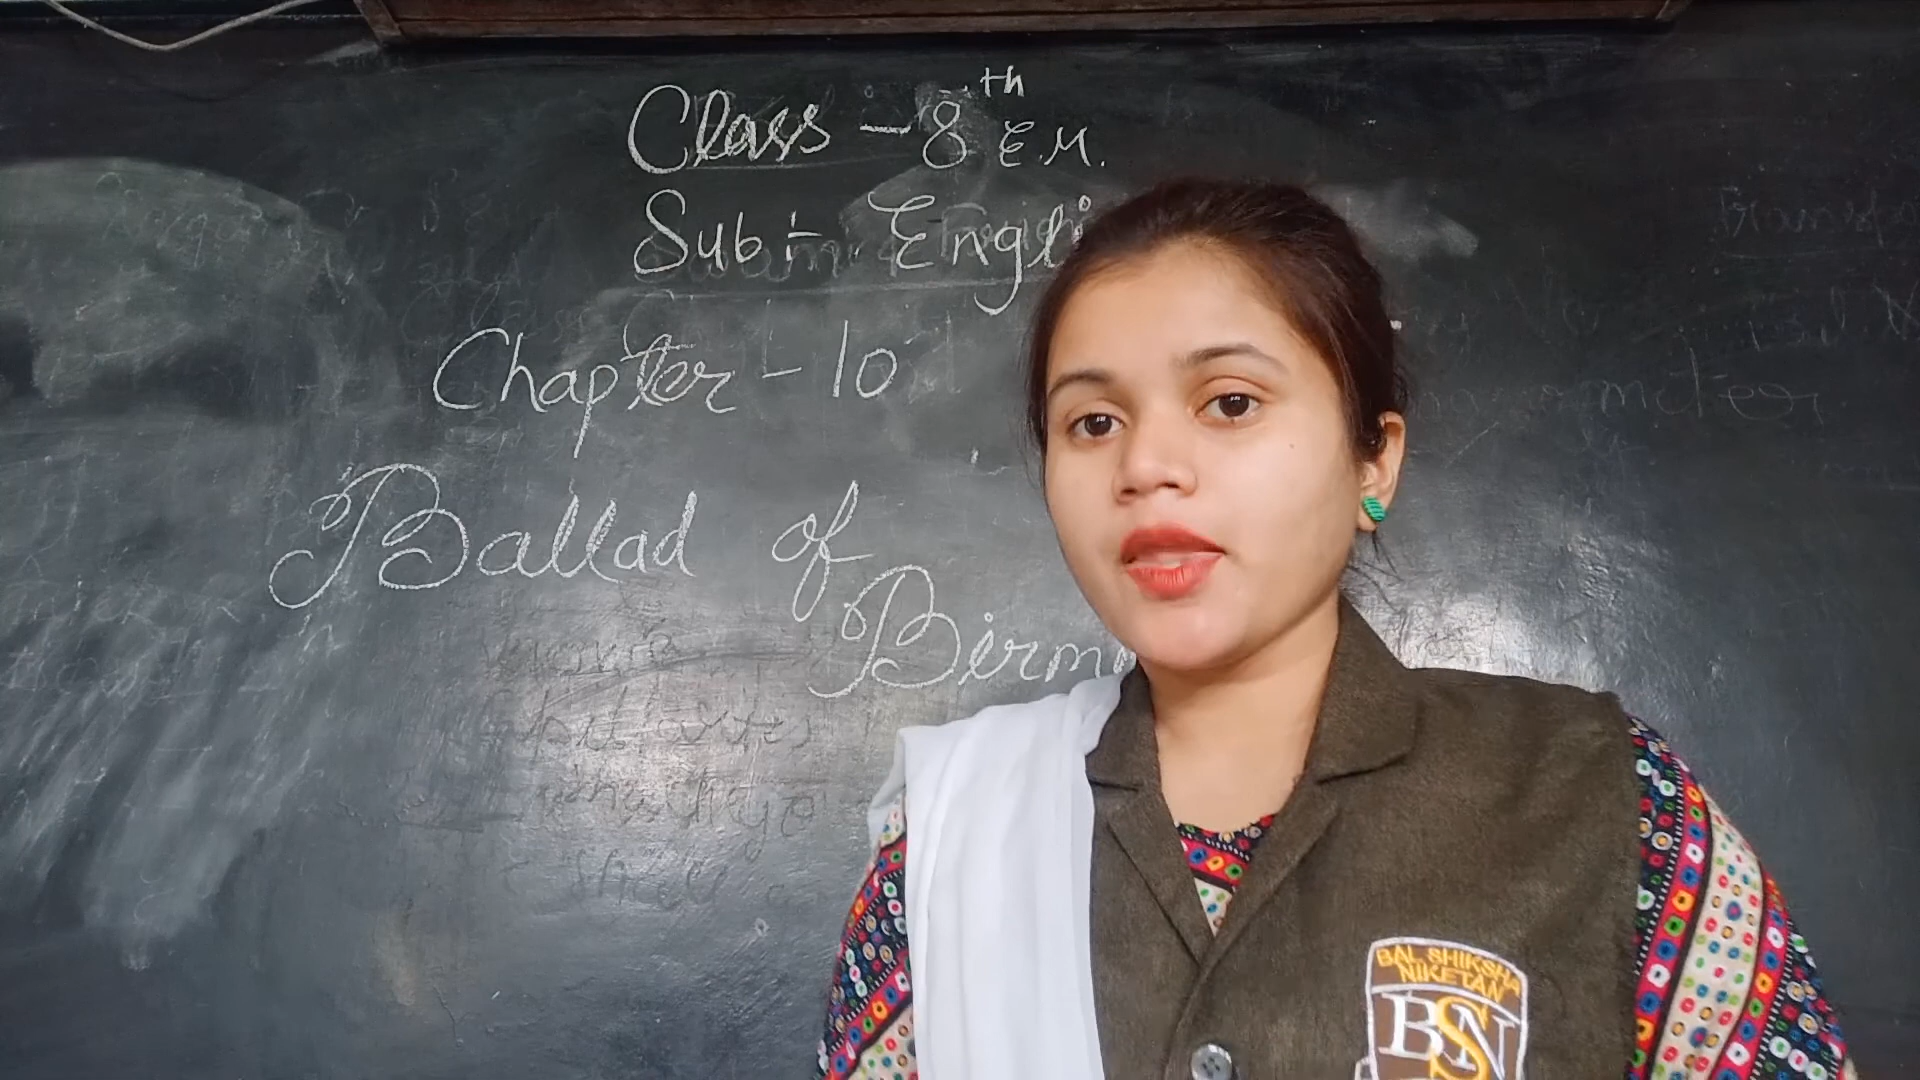 Class - 8th E.M.
Sub :- Engli
Chapter - 10
Ballad of
Birm
BAL SHIKSHA
NIKETAN
BSN